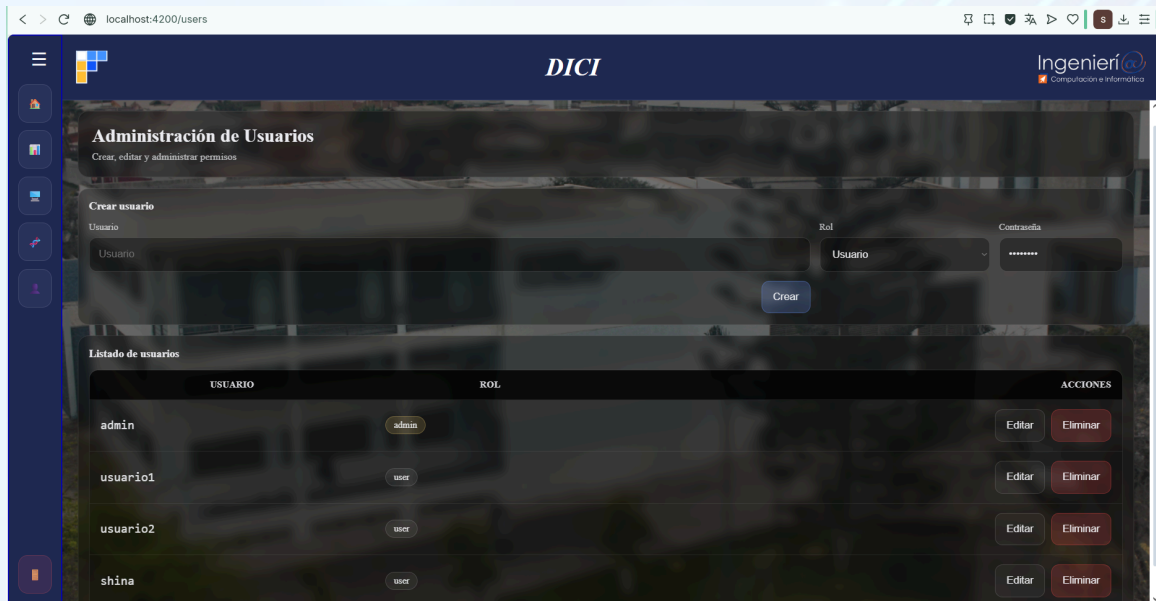 localhost:4200/users
S
DICI
Ingenierí@
Computación e Informática
Administración de Usuarios
Crear, editar y administrar permisos
Crear usuario
Usuario Rol Contraseña
Usuario Usuario ••••••••
Crear
Listado de usuarios
USUARIO ROL ACCIONES
admin admin Editar Eliminar
usuario1 user Editar Eliminar
usuario2 user Editar Eliminar
shina user Editar Eliminar